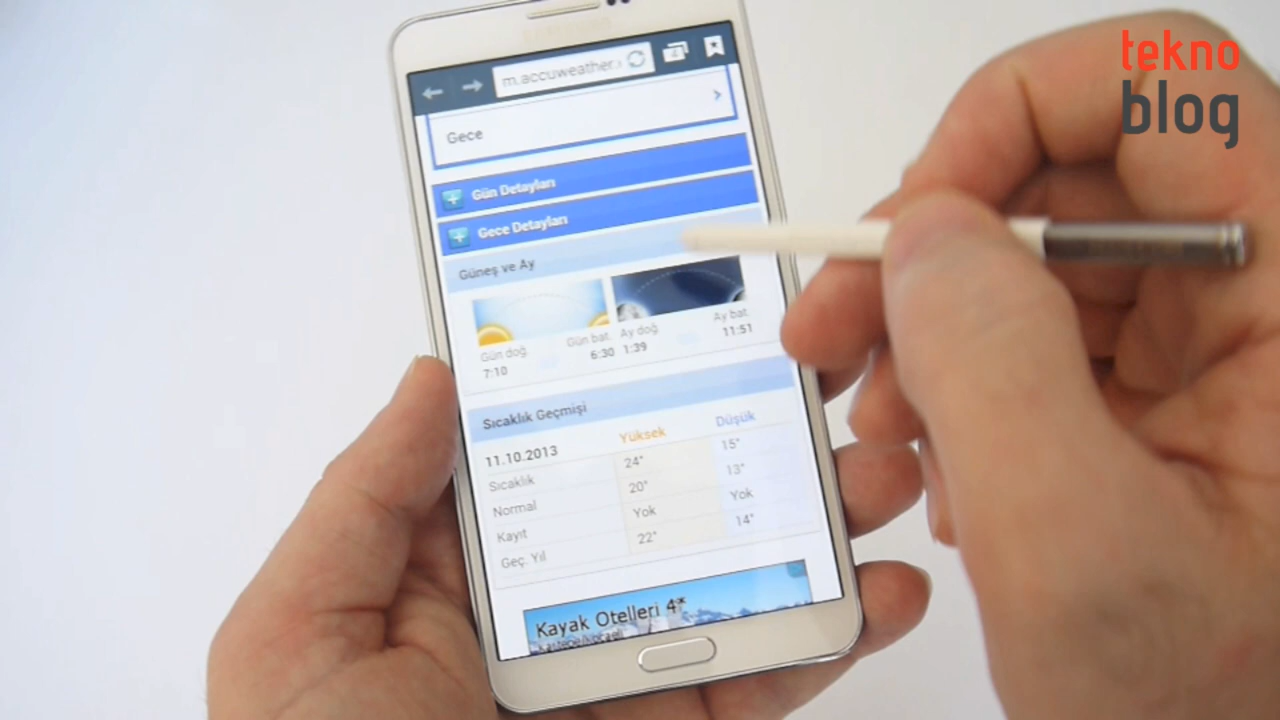 tekno
blog
m.accuweather.
4
Gece
Gün Detayları
Gece Detayları
Güneş ve Ay
Gün doğ. Gün bat. Ay doğ Ay bat.
7:10 6:30 1:39 11:51
Sıcaklık Geçmişi
11.10.2013 Yüksek Düşük
Sıcaklık 24° 15°
Normal 20° 13°
Kayıt Yok Yok
Geç. Yıl 22° 14°
Kayak Otelleri 4*